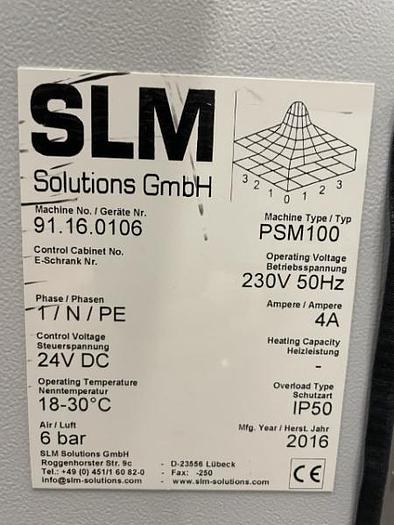 SLM
Solutions GmbH
3 2 1 0 1 2 3
Machine No. / Geräte Nr.
91.16.0106
Control Cabinet No.
E-Schrank Nr.
Phase / Phasen
1 / N / PE
Control Voltage
Steuerspannung
24V DC
Operating Temperature
Nenntemperatur
18-30°C
Air / Luft
6 bar
Machine Type / Typ
PSM100
Operating Voltage
Betriebsspannung
230V 50Hz
Ampere / Ampere
4A
Heating Capacity
Heizleistung
-
Overload Type
Schutzart
IP50
Mfg. Year / Herst. Jahr
2016
SLM Solutions GmbH
Roggenhorster Str. 9c - D-23556 Lübeck
Tel.: +49 (0) 451/1 60 82-0 - Fax: -250
info@slm-solutions.com - www.slm-solutions.com
CE